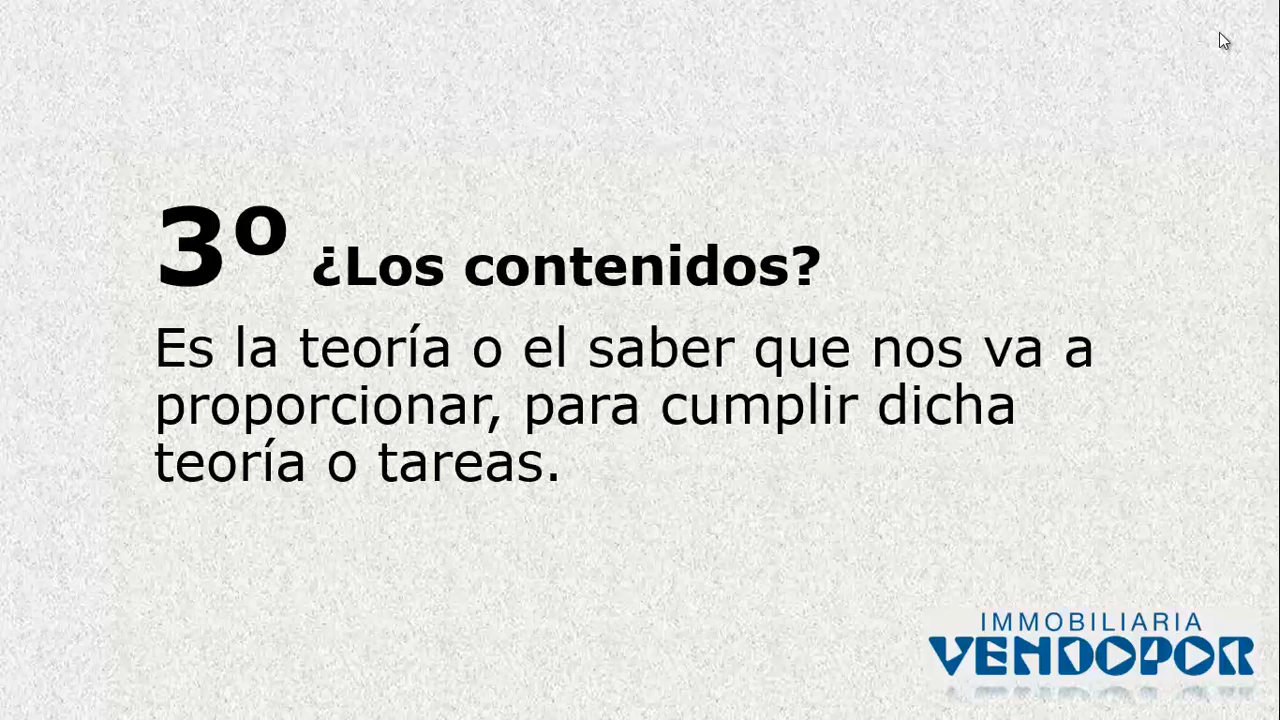 3º ¿Los contenidos?
Es la teoría o el saber que nos va a
proporcionar, para cumplir dicha
teoría o tareas.
IMMOBILIARIA
VENDOPOR